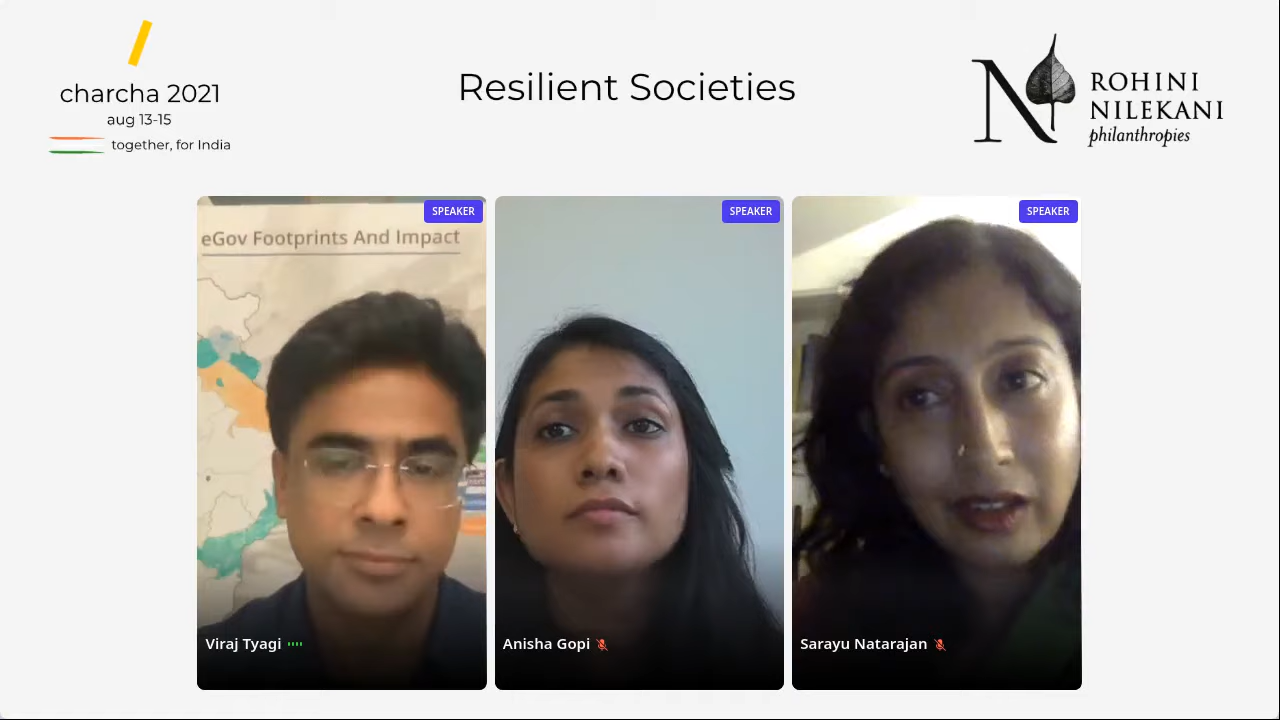 charcha 2021
aug 13-15
together, for India
Resilient Societies
N ROHINI
NILEKANI
philanthropies
SPEAKER
SPEAKER
SPEAKER
eGov Footprints And Impact
Viraj Tyagi
Anisha Gopi
Sarayu Natarajan